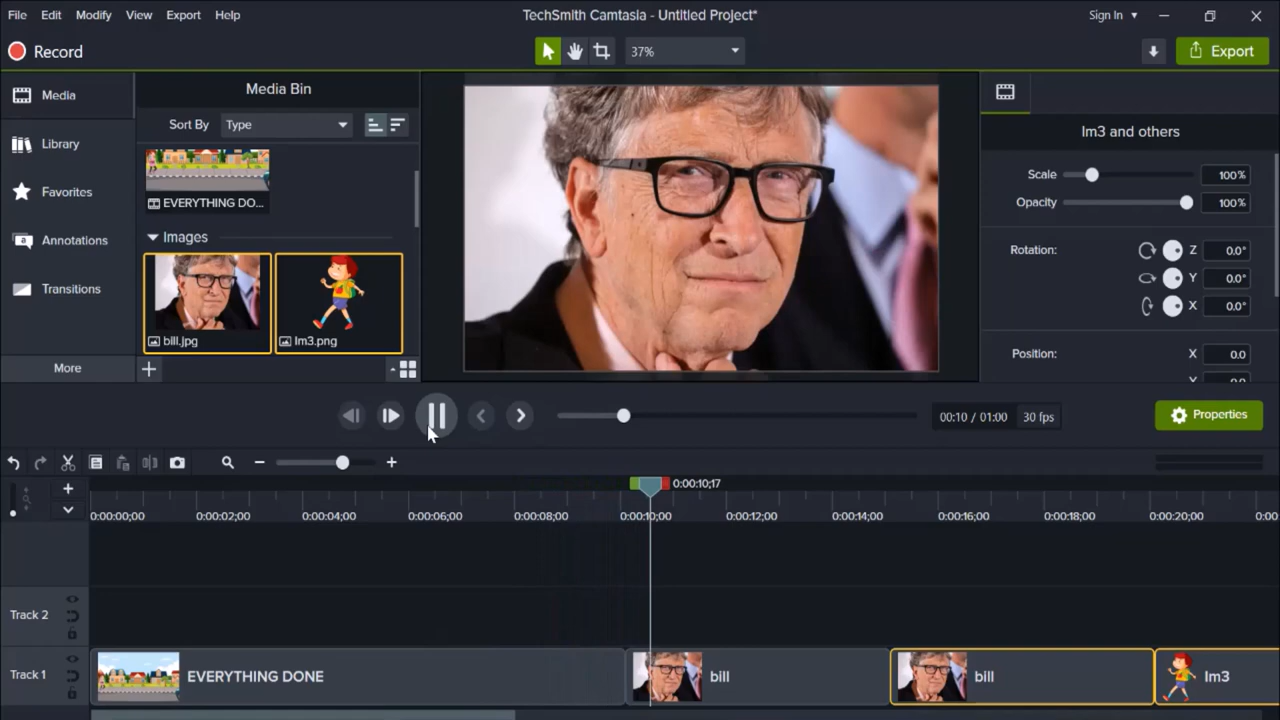 File Edit Modify View Export Help
TechSmith Camtasia - Untitled Project*
Sign In
Record
37%
Export
Media
Library
Favorites
Annotations
Transitions
More
Media Bin
Sort By Type
EVERYTHING DO...
Images
bill.jpg
Im3.png
Im3 and others
Scale 100%
Opacity 100%
Rotation: Z 0.0°
Y 0.0°
X 0.0°
Position: X 0.0
00:10 / 01:00 30 fps
Properties
0:00:10;17
0:00:00;00 0:00:02;00 0:00:04;00 0:00:06;00 0:00:08;00 0:00:10;00 0:00:12;00 0:00:14;00 0:00:16;00 0:00:18;00 0:00:20;00
Track 2
Track 1
EVERYTHING DONE
bill
bill
Im3